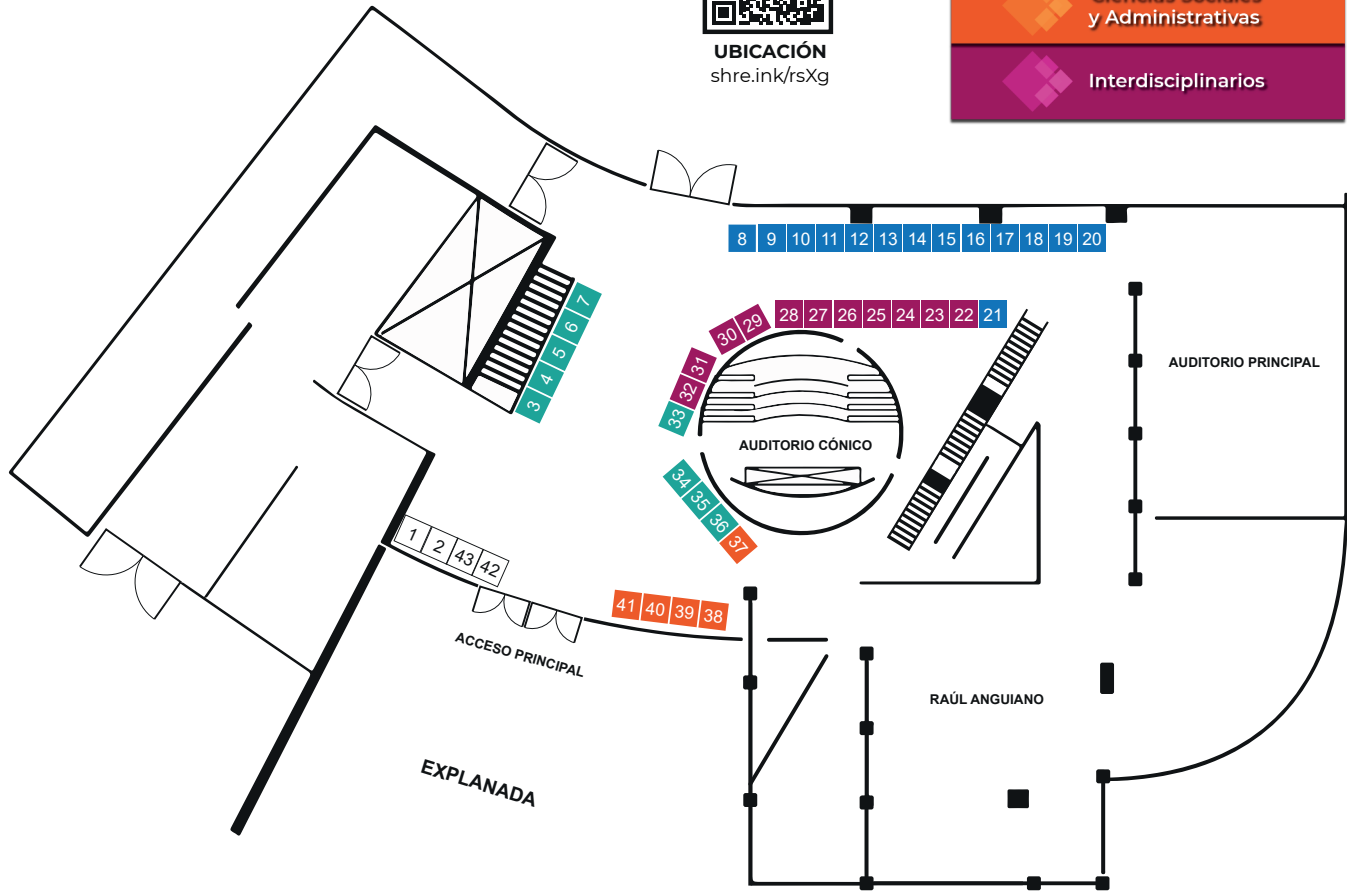 Ciencias Sociales
y Administrativas
UBICACIÓN
shre.ink/rsXg
Interdisciplinarios
8 9 10 11 12 13 14 15 16 17 18 19 20
7
6
5
4
3
30 29 28 27 26 25 24 23 22 21
31
32
33
AUDITORIO PRINCIPAL
AUDITORIO CÓNICO
34
35
36
37
1 2 43 42
41 40 39 38
ACCESO PRINCIPAL
RAÚL ANGUIANO
EXPLANADA